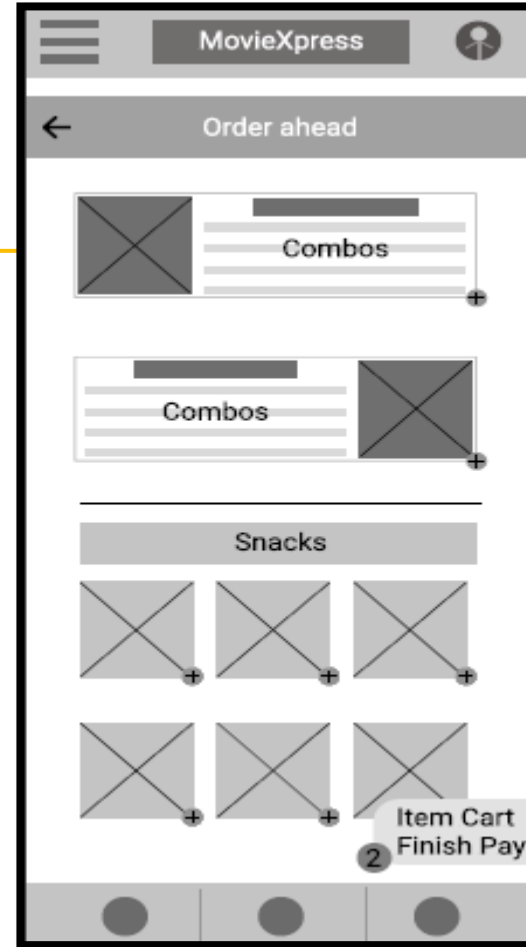 MovieXpress
Order ahead
Combos
Combos
Snacks
Item Cart
Finish Pay
2